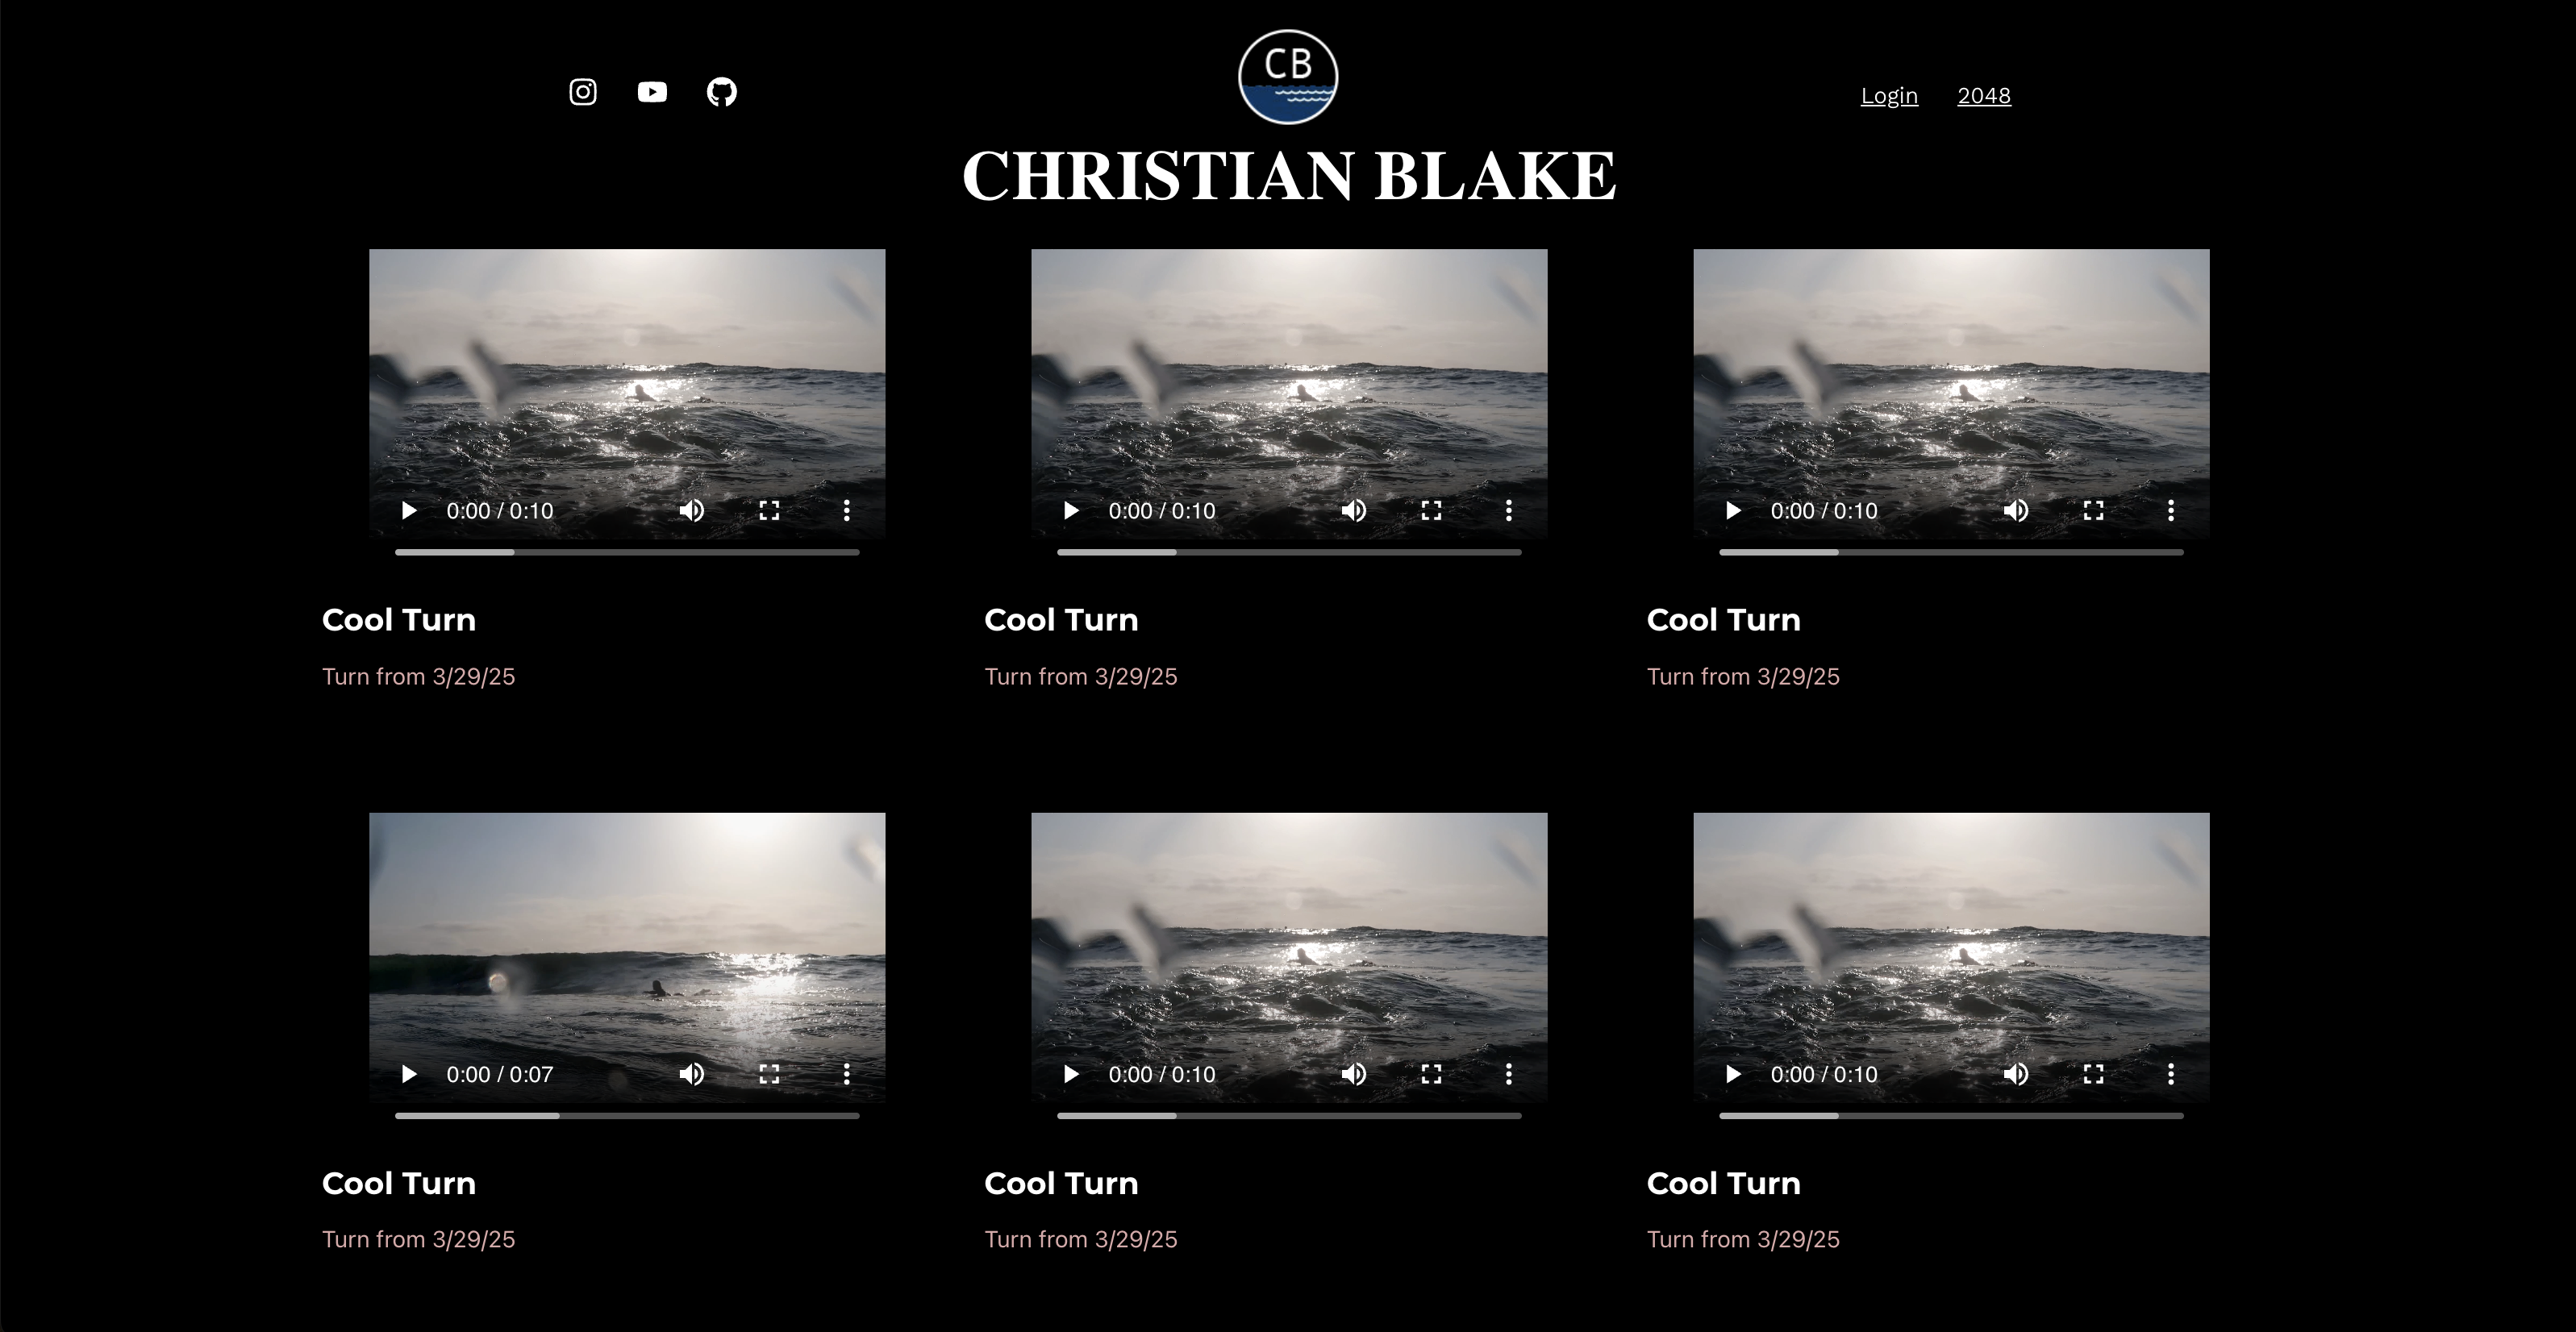 CB
Login 2048
CHRISTIAN BLAKE
0:00 / 0:10 0:00 / 0:10 0:00 / 0:10
Cool Turn Cool Turn Cool Turn
Turn from 3/29/25 Turn from 3/29/25 Turn from 3/29/25
0:00 / 0:07 0:00 / 0:10 0:00 / 0:10
Cool Turn Cool Turn Cool Turn
Turn from 3/29/25 Turn from 3/29/25 Turn from 3/29/25